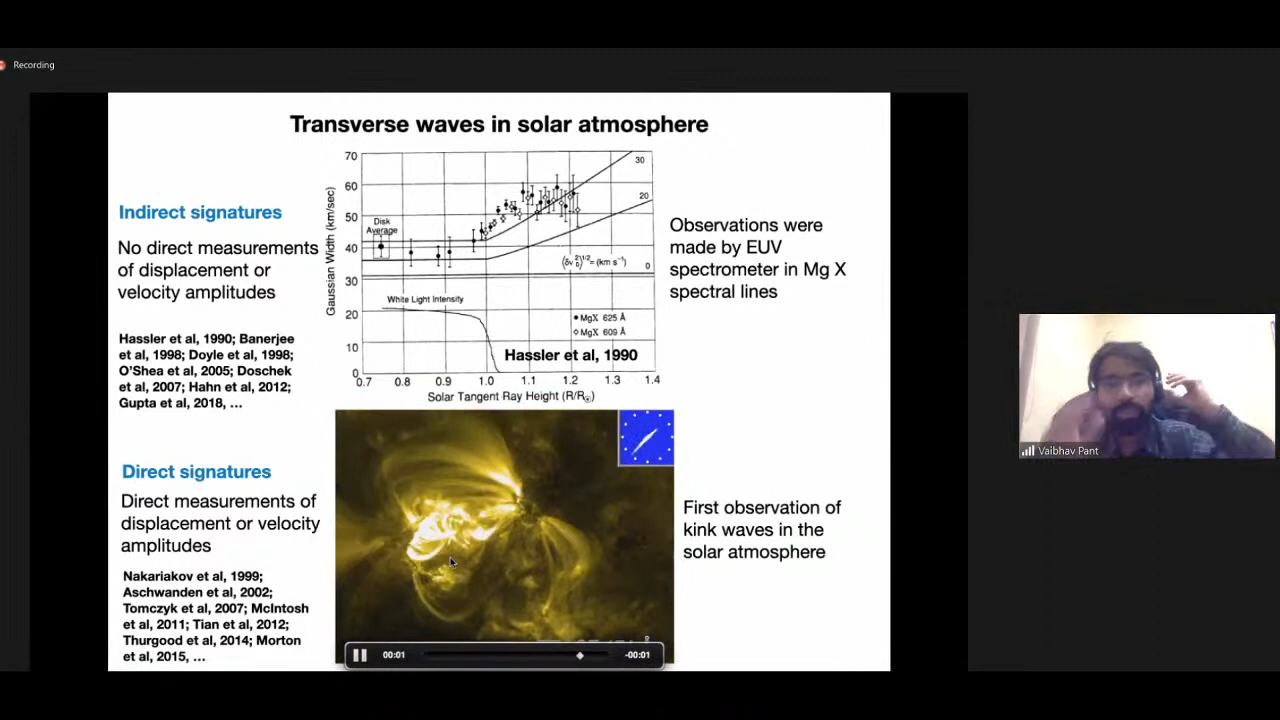 Recording
Transverse waves in solar atmosphere
Indirect signatures
No direct measurements
of displacement or
velocity amplitudes
Hassler et al, 1990; Banerjee
et al, 1998; Doyle et al, 1998;
O'Shea et al, 2005; Doschek
et al, 2007; Hahn et al, 2012;
Gupta et al, 2018, ...
Gaussian Width (km/sec)
70
60
50
40
30
20
10
0
Disk
Average
30
20
0
White Light Intensity
MgX 625 Å
MgX 609 Å
Hassler et al, 1990
0.7 0.8 0.9 1.0 1.1 1.2 1.3 1.4
Solar Tangent Ray Height (R/R☉)
Observations were
made by EUV
spectrometer in Mg X
spectral lines
Direct signatures
Direct measurements of
displacement or velocity
amplitudes
Nakariakov et al, 1999;
Aschwanden et al, 2002;
Tomczyk et al, 2007; McIntosh
et al, 2011; Tian et al, 2012;
Thurgood et al, 2014; Morton
et al, 2015, ...
00:01
-00:01
First observation of
kink waves in the
solar atmosphere
Vaibhav Pant